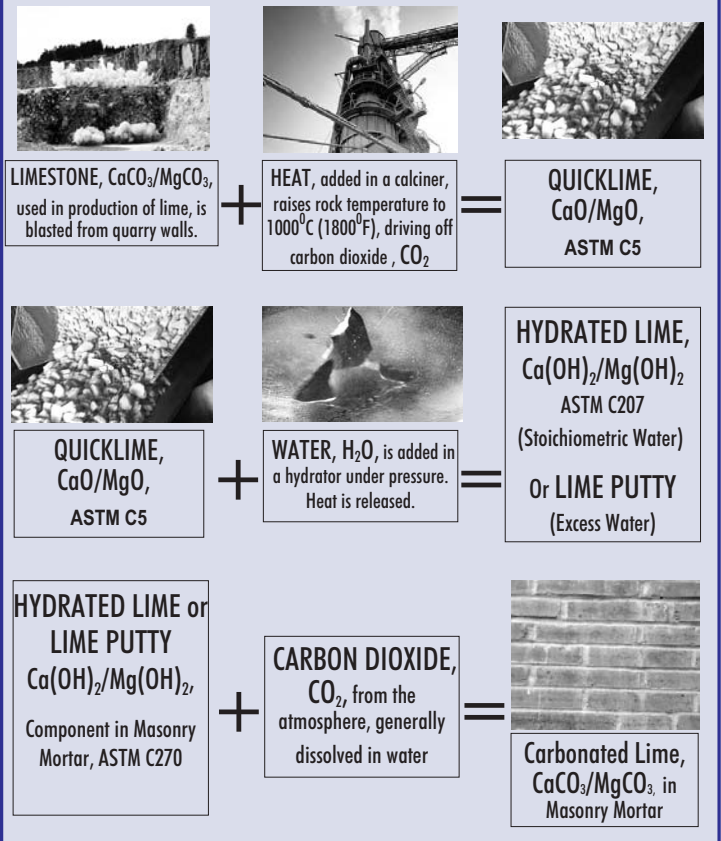 LIMESTONE, CaCO₃/MgCO₃,
used in production of lime, is
blasted from quarry walls.
+
HEAT, added in a calciner,
raises rock temperature to
1000⁰C (1800⁰F), driving off
carbon dioxide , CO₂
=
QUICKLIME,
CaO/MgO,
ASTM C5
QUICKLIME,
CaO/MgO,
ASTM C5
+
WATER, H₂O, is added in
a hydrator under pressure.
Heat is released.
=
HYDRATED LIME,
Ca(OH)₂/Mg(OH)₂
ASTM C207
(Stoichiometric Water)
Or LIME PUTTY
(Excess Water)
HYDRATED LIME or
LIME PUTTY
Ca(OH)₂/Mg(OH)₂,
Component in Masonry
Mortar, ASTM C270
+
CARBON DIOXIDE,
CO₂, from the
atmosphere, generally
dissolved in water
=
Carbonated Lime,
CaCO₃/MgCO₃, in
Masonry Mortar